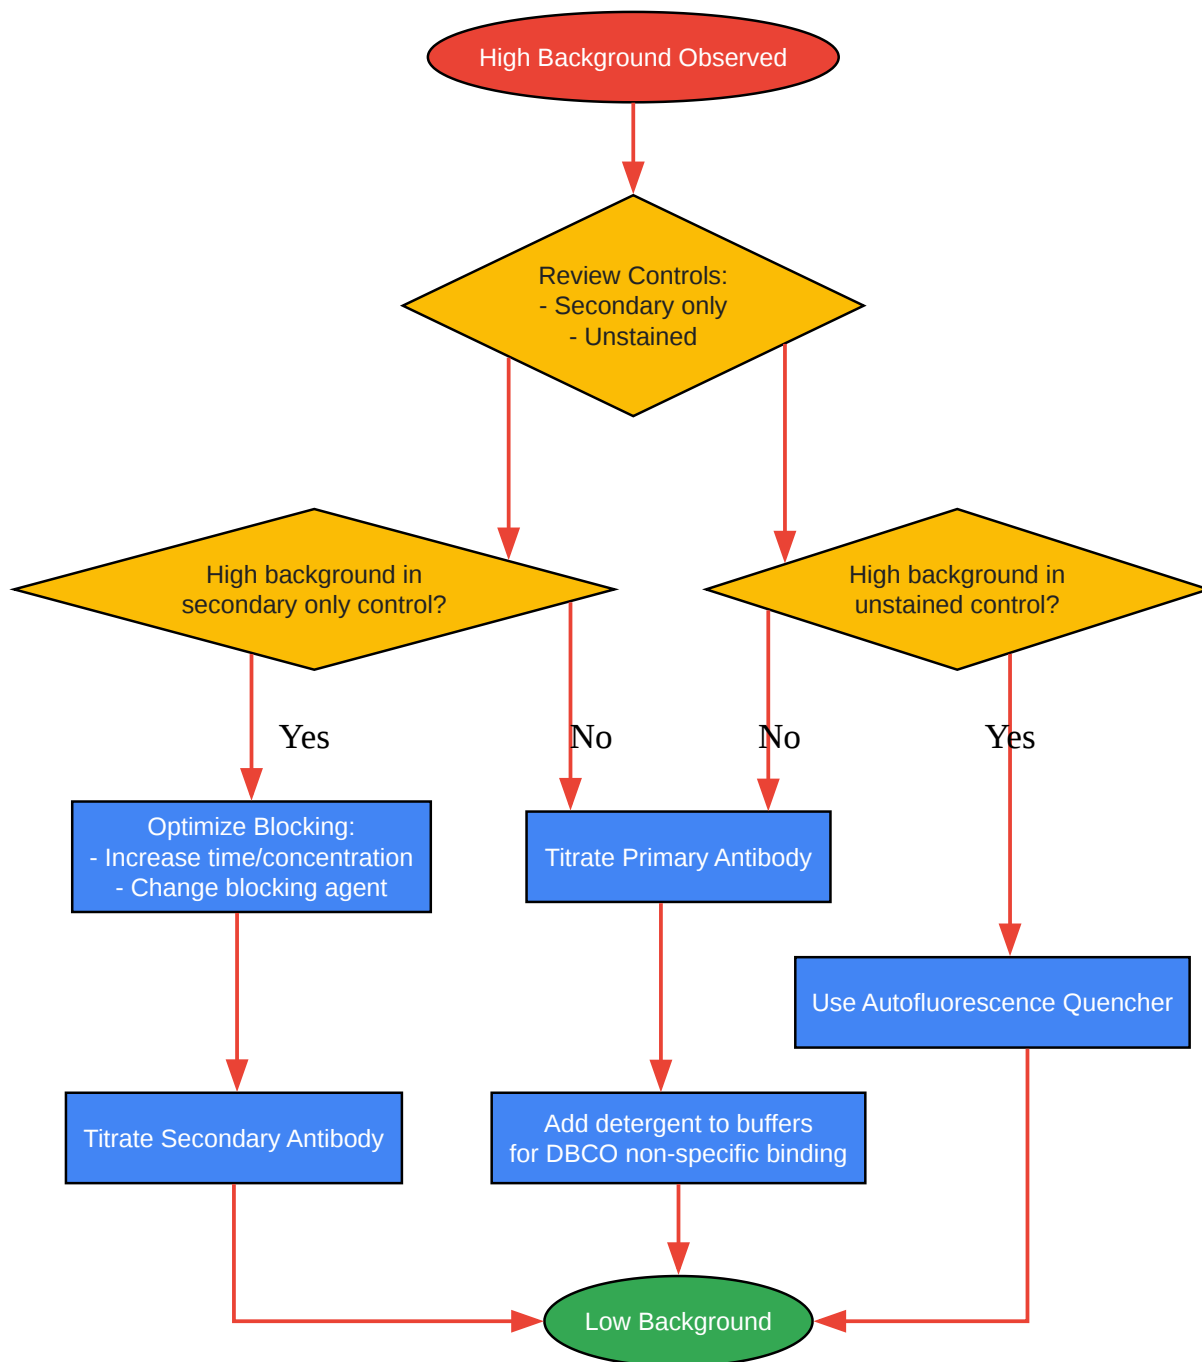 High Background Observed
Review Controls:
- Secondary only
- Unstained
High background in
secondary only control?
High background in
unstained control?
Yes
No
No
Yes
Optimize Blocking:
- Increase time/concentration
- Change blocking agent
Titrate Primary Antibody
Use Autofluorescence Quencher
Titrate Secondary Antibody
Add detergent to buffers
for DBCO non-specific binding
Low Background